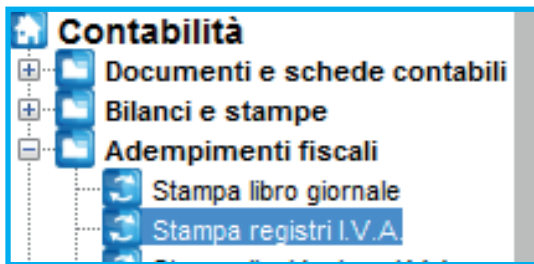 Contabilità
Documenti e schede contabili
Bilanci e stampe
Adempimenti fiscali
Stampa libro giornale
Stampa registri I.V.A.